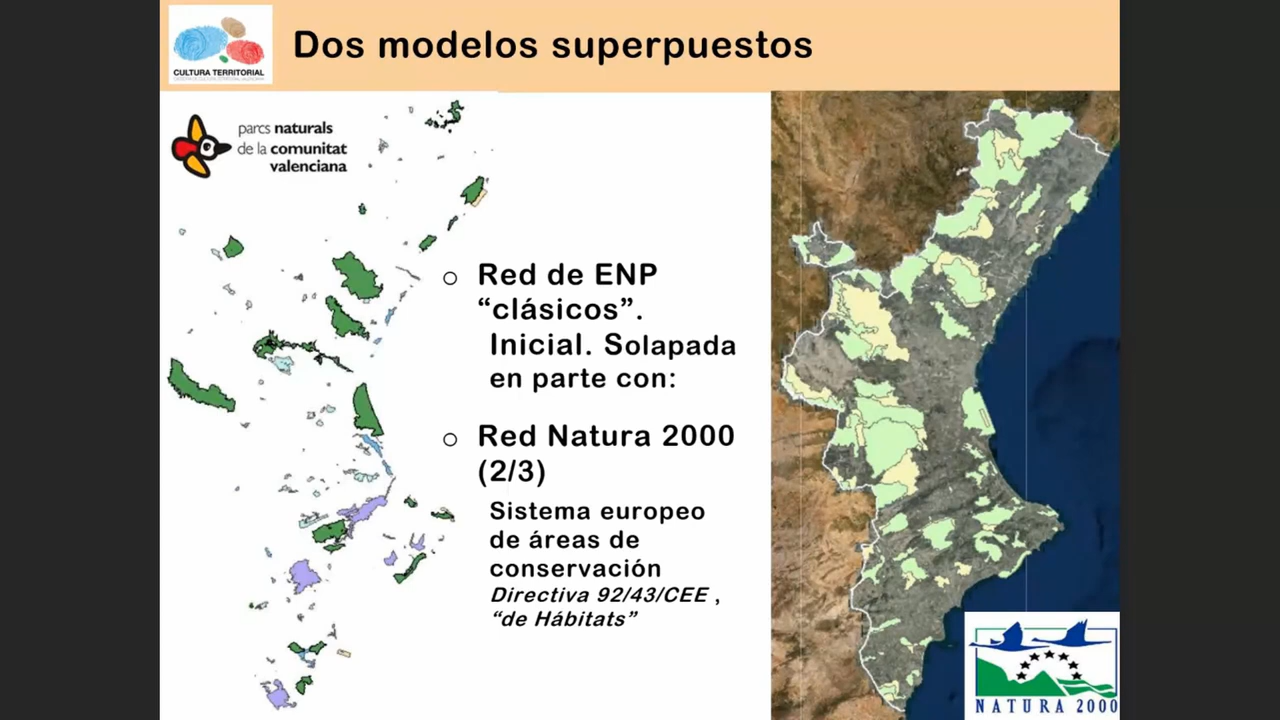 Dos modelos superpuestos
CULTURA TERRITORIAL
parcs naturals
de la comunitat
valenciana
○ Red de ENP
“clásicos”.
Inicial. Solapada
en parte con:
○ Red Natura 2000
(2/3)
Sistema europeo
de áreas de
conservación
Directiva 92/43/CEE ,
“de Hábitats”
NATURA 2000